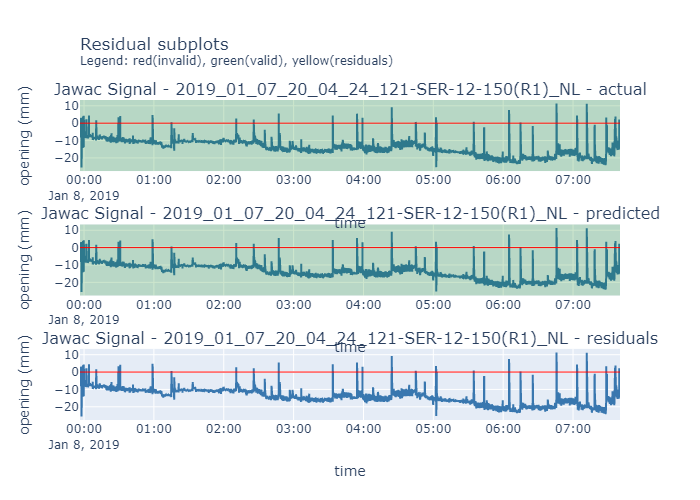 Residual subplots
Legend: red(invalid), green(valid), yellow(residuals)
Jawac Signal - 2019_01_07_20_04_24_121-SER-12-150(R1)_NL - actual
opening (mm)
10
0
−10
−20
00:00 01:00 02:00 03:00 04:00 05:00 06:00 07:00
Jan 8, 2019
time
Jawac Signal - 2019_01_07_20_04_24_121-SER-12-150(R1)_NL - predicted
opening (mm)
10
0
−10
−20
00:00 01:00 02:00 03:00 04:00 05:00 06:00 07:00
Jan 8, 2019
time
Jawac Signal - 2019_01_07_20_04_24_121-SER-12-150(R1)_NL - residuals
opening (mm)
10
0
−10
−20
00:00 01:00 02:00 03:00 04:00 05:00 06:00 07:00
Jan 8, 2019
time